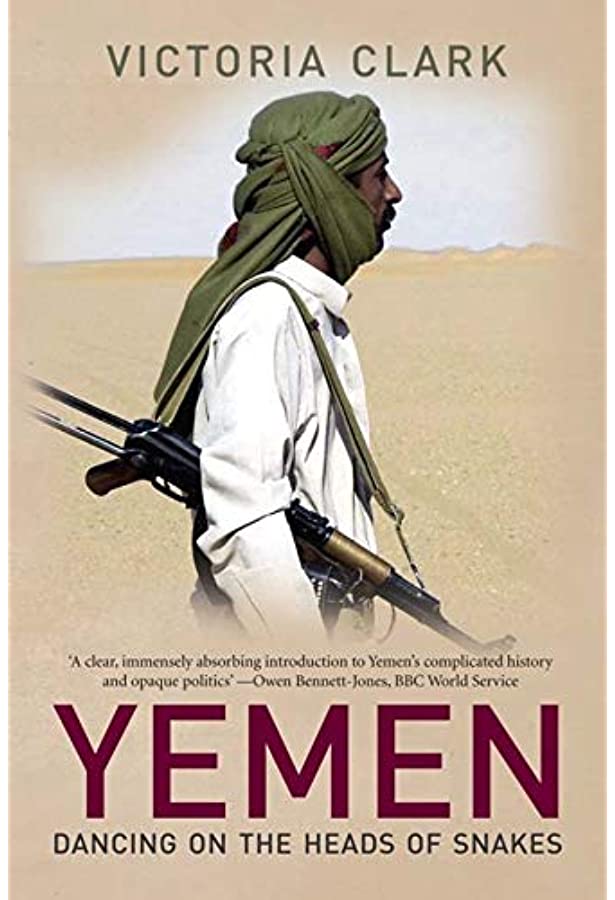 VICTORIA CLARK
‘A clear, immensely absorbing introduction to Yemen’s complicated history
and opaque politics’ —Owen Bennett-Jones, BBC World Service
YEMEN
DANCING ON THE HEADS OF SNAKES